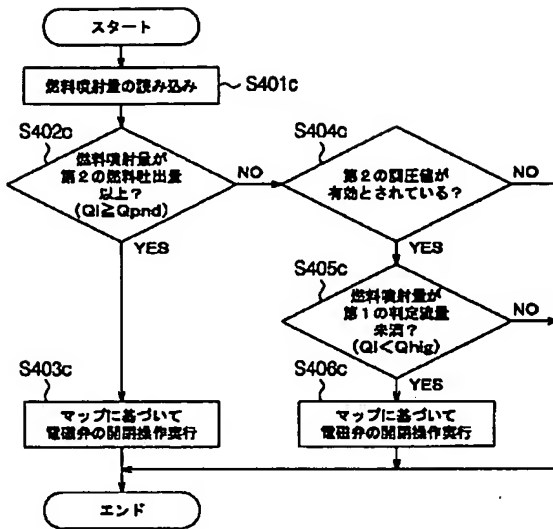 スタート
燃料噴射量の読み込み
S401c
S402c
燃料噴射量が
第2の燃料吐出量
以上?
(QI≧Qpnd)
NO
YES
S404c
第2の調圧値が
有効とされている?
NO
YES
S405c
燃料噴射量が
第1の判定流量
未満?
(QI<Qhig)
NO
YES
S403c
マップに基づいて
電磁弁の開閉操作実行
S406c
マップに基づいて
電磁弁の開閉操作実行
エンド